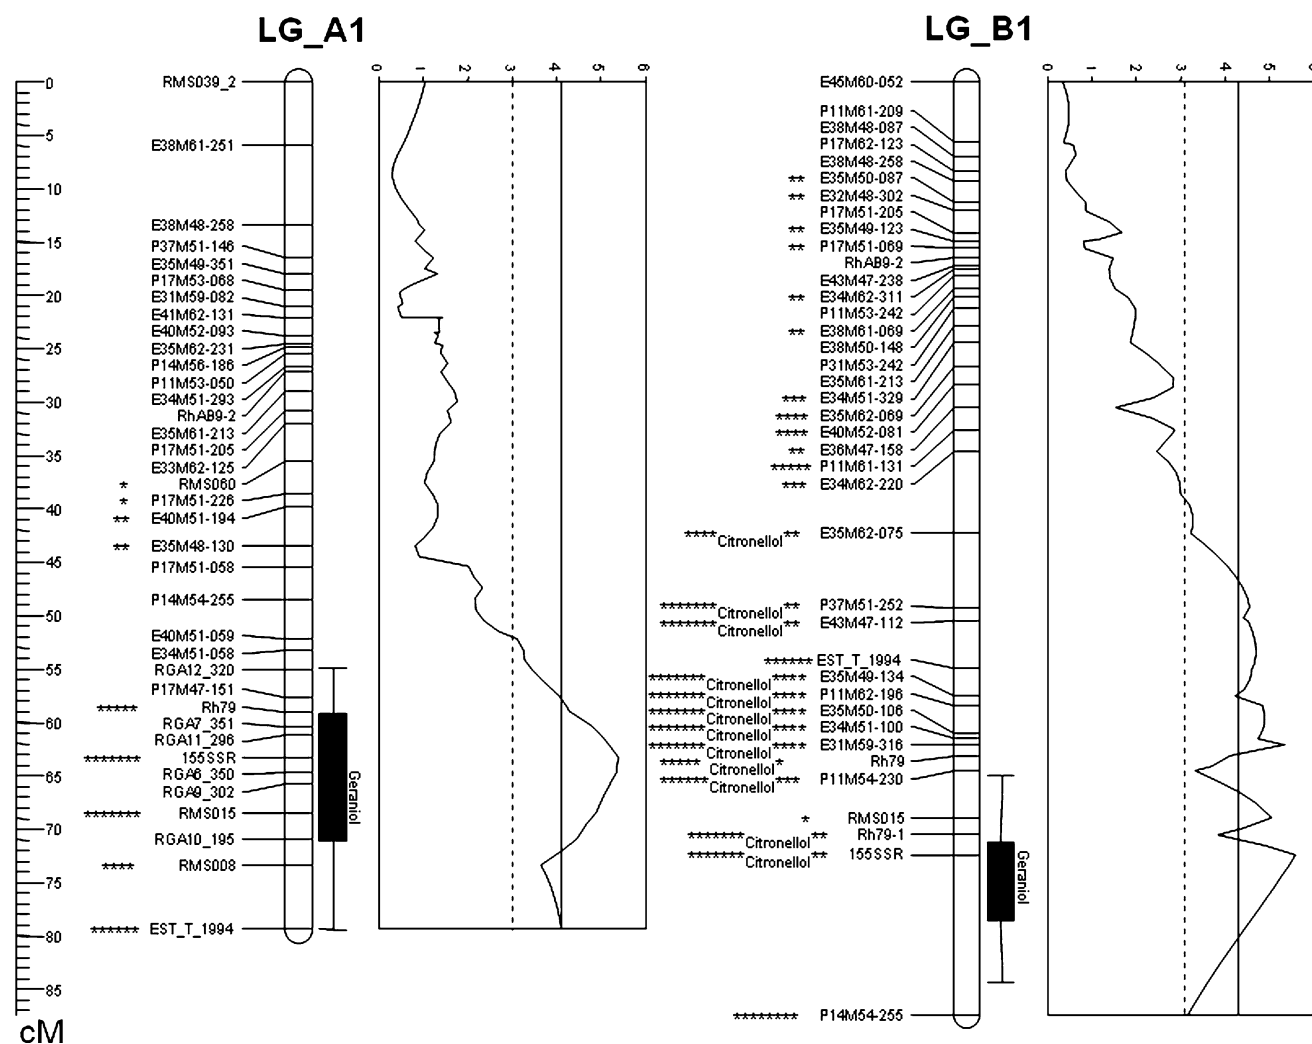 LG_A1
LG_B1
0 1 2 3 4 5 6
0 1 2 3 4 5 6
0
5
10
15
20
25
30
35
40
45
50
55
60
65
70
75
80
85
cM
RMS039_2
E38M61-251
E38M48-258
P37M51-146
E35M49-351
P17M53-068
E31M59-082
E41M62-131
E40M52-093
E35M62-231
P14M56-186
P11M53-050
E34M51-293
RhAB9-2
E35M61-213
P17M51-205
E33M62-125
* RMS060
* P17M51-226
** E40M51-194
** E35M48-130
P17M51-058
P14M54-255
E40M51-059
E34M51-058
RGA12_320
P17M47-151
***** Rh79
RGA7_351
RGA11_296
******* 155SSR
RGA6_350
RGA9_302
******* RMS015
RGA10_195
**** RMS008
****** EST_T_1994
Geraniol
E45M60-052
P11M61-209
E38M48-087
P17M62-123
E38M48-258
** E35M50-087
** E32M48-302
P17M51-205
** E35M49-123
** P17M51-069
RhAB9-2
E43M47-238
** E34M62-311
P11M53-242
** E38M61-069
E38M50-148
P31M53-242
E35M61-213
*** E34M51-329
**** E35M62-069
**** E40M52-081
** E36M47-158
***** P11M61-131
*** E34M62-220
**** Citronellol ** E35M62-075
******* Citronellol ** P37M51-252
******* Citronellol ** E43M47-112
****** EST_T_1994
******* Citronellol **** E35M49-134
******* Citronellol **** P11M62-196
******* Citronellol **** E35M50-106
******* Citronellol **** E34M51-100
******* Citronellol **** E31M59-316
***** Citronellol * Rh79
****** Citronellol *** P11M54-230
* RMS015
******* Citronellol ** Rh79-1
******* Citronellol ** 155SSR
******** P14M54-255
Geraniol